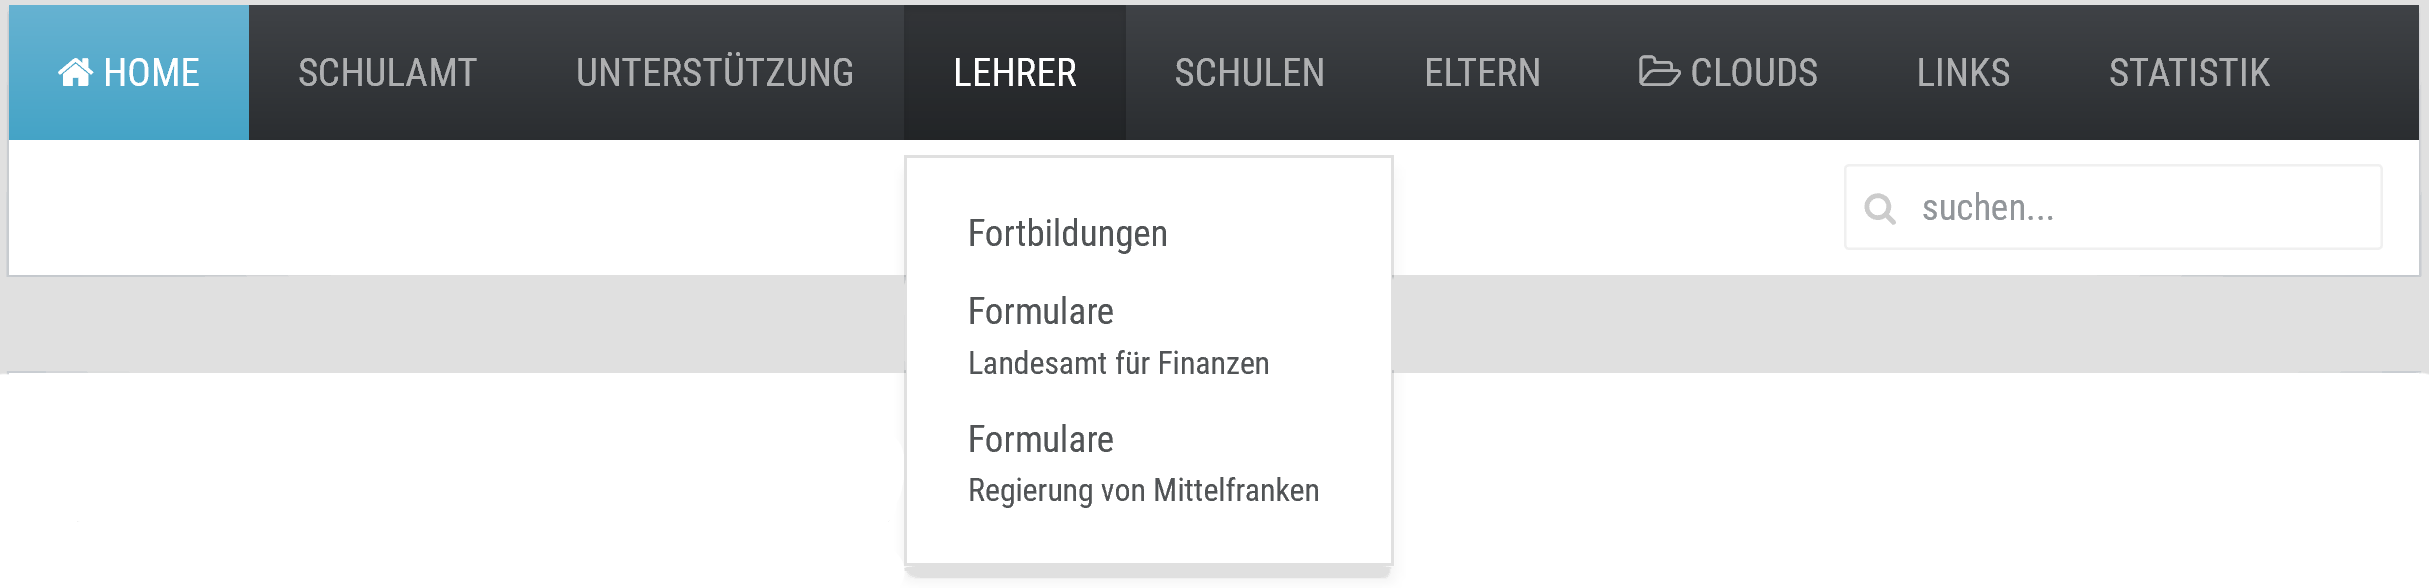 HOME SCHULAMT UNTERSTÜTZUNG LEHRER SCHULEN ELTERN CLOUDS LINKS STATISTIK
suchen...
Fortbildungen
Formulare
Landesamt für Finanzen
Formulare
Regierung von Mittelfranken